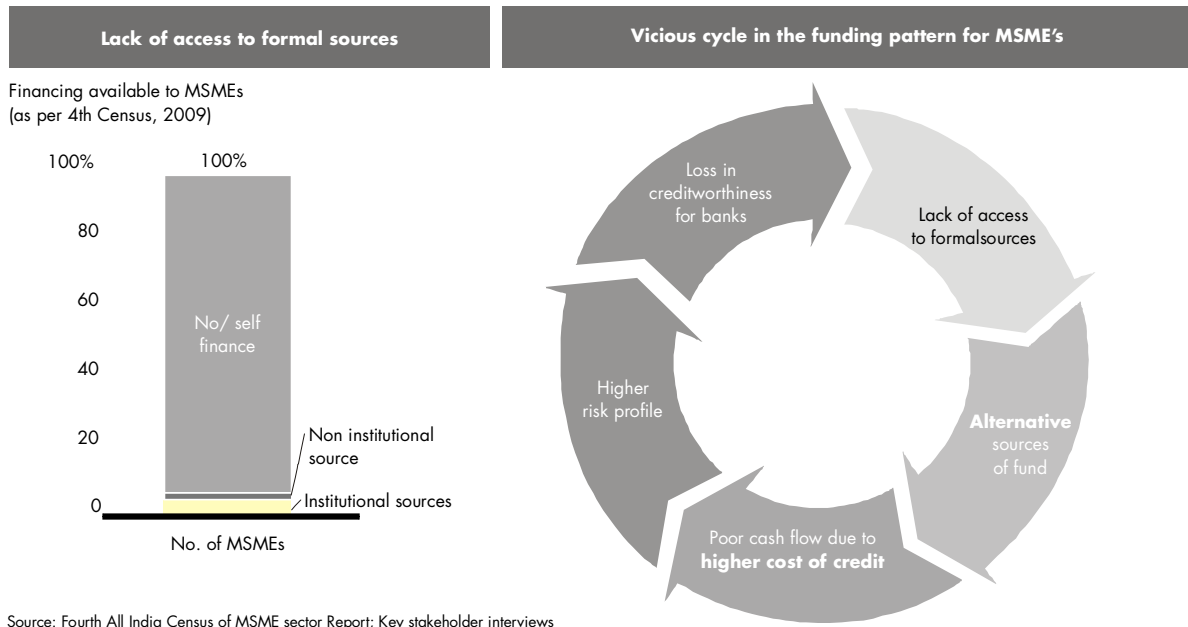 Lack of access to formal sources
Financing available to MSMEs
(as per 4th Census, 2009)
100%
100%
80
60
40
20
0
No/ self
finance
Non institutional
source
Institutional sources
No. of MSMEs
Vicious cycle in the funding pattern for MSME's
Loss in
creditworthiness
for banks
Lack of access
to formalsources
Alternative
sources
of fund
Poor cash flow due to
higher cost of credit
Higher
risk profile
Source: Fourth All India Census of MSME sector Report; Key stakeholder interviews